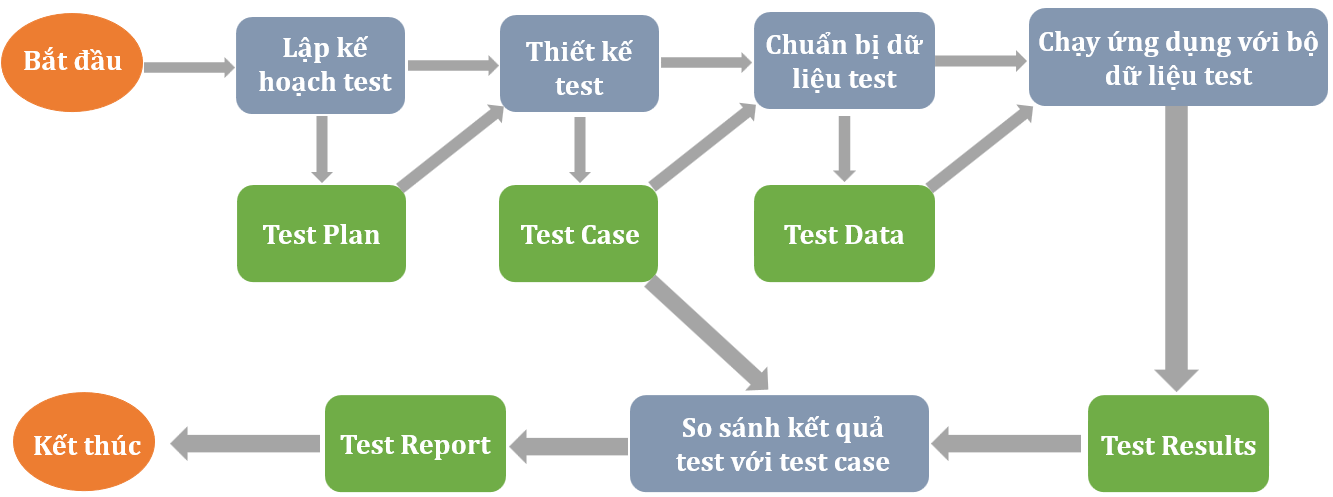 Bắt đầu
Lập kế
hoạch test
Thiết kế
test
Chuẩn bị dữ
liệu test
Chạy ứng dụng với bộ
dữ liệu test
Test Plan
Test Case
Test Data
Kết thúc
Test Report
So sánh kết quả
test với test case
Test Results